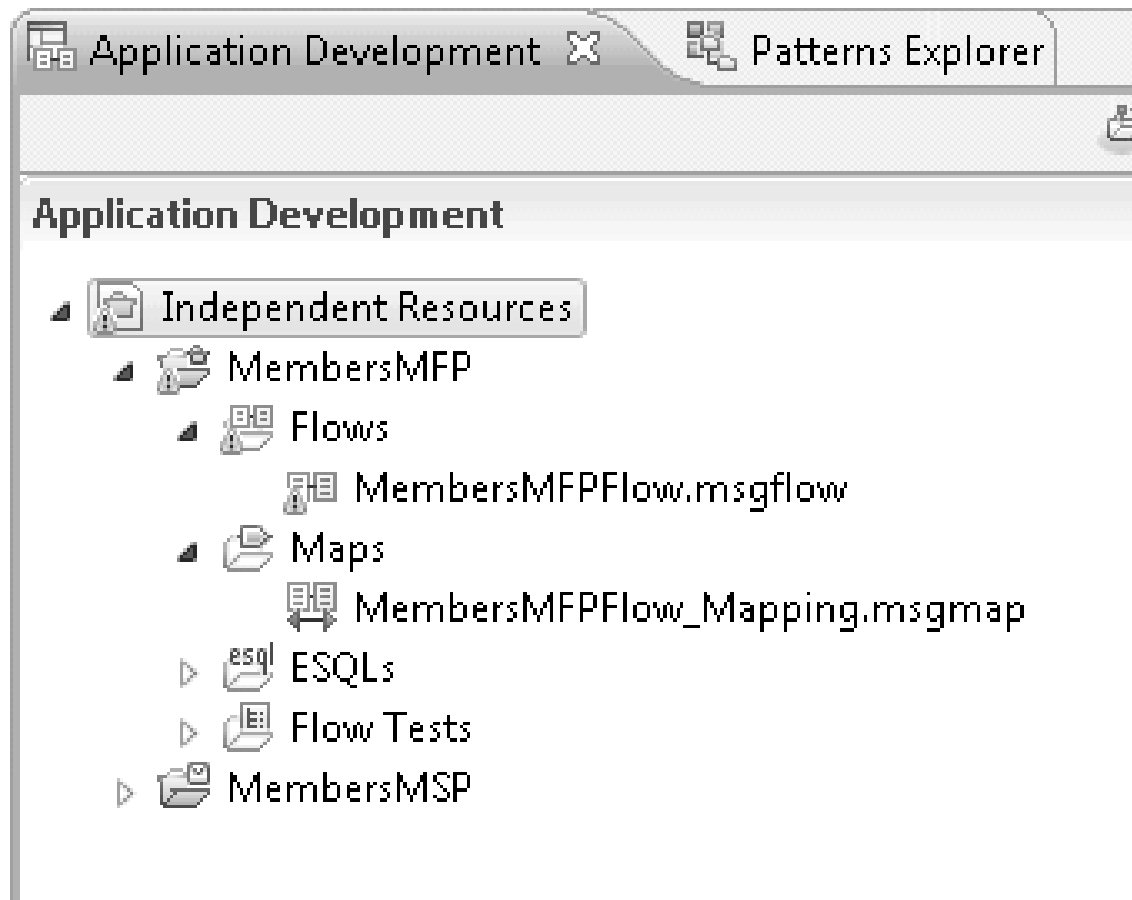 Application Development Patterns Explorer
Application Development
Independent Resources
MembersMFP
Flows
MembersMFPFlow.msgflow
Maps
MembersMFPFlow_Mapping.msgmap
esql ESQLs
Flow Tests
MembersMSP